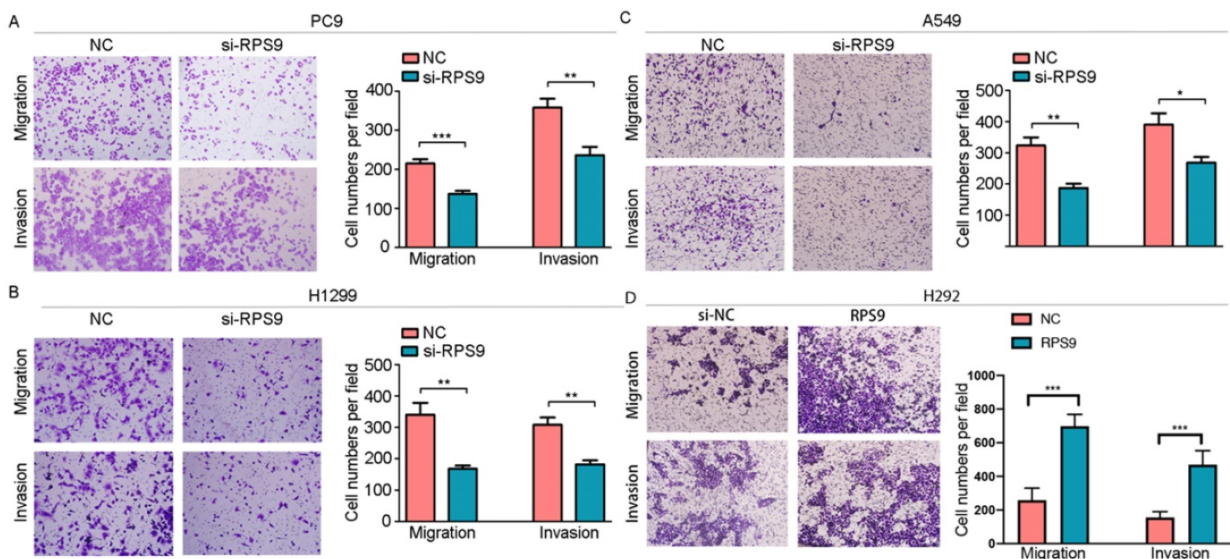 A
PC9
NC
si-RPS9
Migration
Invasion
NC
si-RPS9
Cell numbers per field
400
300
200
100
0
***
**
Migration
Invasion
B
H1299
NC
si-RPS9
Migration
Invasion
NC
si-RPS9
Cell numbers per field
400
300
200
100
0
**
**
Migration
Invasion
C
A549
NC
si-RPS9
Migration
Invasion
NC
si-RPS9
Cell numbers per field
500
400
300
200
100
**
*
D
H292
si-NC
RPS9
Migration
Invasion
NC
RPS9
Cell numbers per field
1000
800
600
400
200
0
***
***
Migration
Invasion